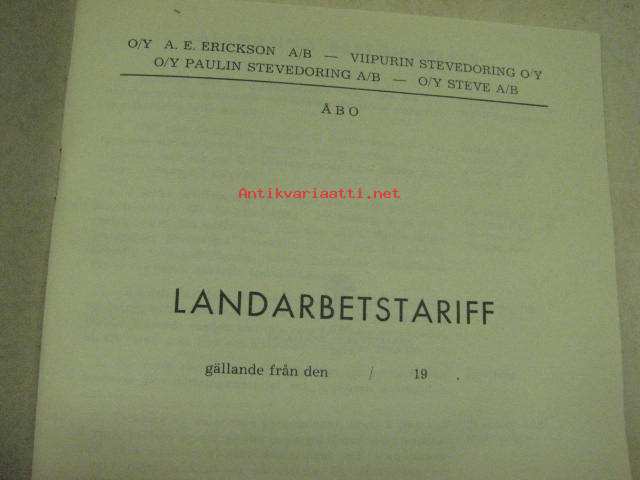 O/Y A. E. ERICKSON A/B — VIIPURIN STEVEDORING O/Y
O/Y PAULIN STEVEDORING A/B — O/Y STEVE A/B
ÅBO
Antikvariaatti.net
LANDARBETSTARIFF
gällande från den / 19 .